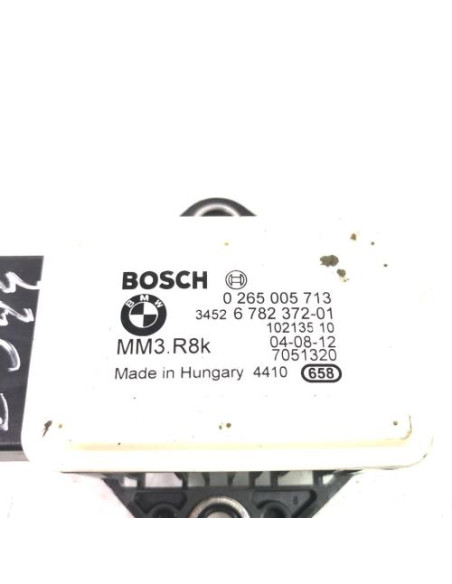 BOSCH
0 265 005 713
BMW
3452 6 782 372-01
102135 10
MM3.R8k
04-08-12
7051320
Made in Hungary 4410 658